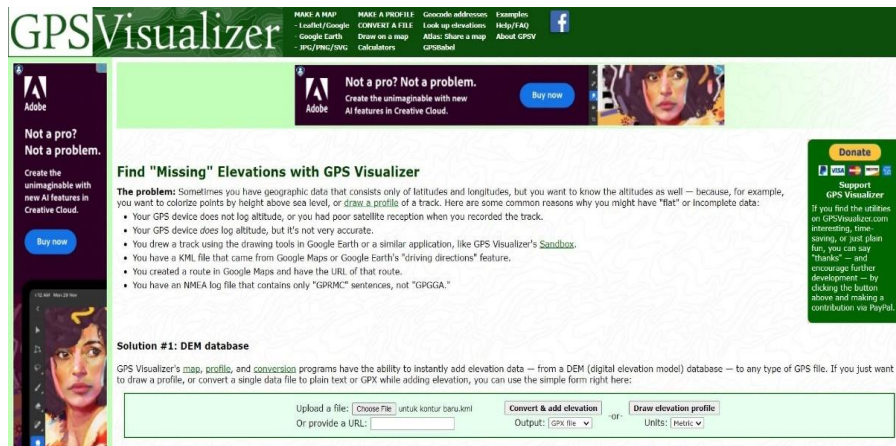 GPSVisualizer
MAKE A MAP
- Leaflet/Google
- Google Earth
- JPG/PNG/SVG
MAKE A PROFILE
CONVERT A FILE
Draw on a map
Calculators
Geocode addresses
Look up elevations
Atlas: Share a map
GPSBabel
Examples
Help/FAQ
About GPSV
Adobe
Not a pro?
Not a problem.
Create the
unimaginable with
new AI features in
Creative Cloud.
Buy now
Adobe
Not a pro? Not a problem.
Create the unimaginable with new
AI features in Creative Cloud.
Buy now
Find "Missing" Elevations with GPS Visualizer
The problem: Sometimes you have geographic data that consists only of latitudes and longitudes, but you want to know the altitudes as well — because, for example,
you want to colorize points by height above sea level, or draw a profile of a track. Here are some common reasons why you might have "flat" or incomplete data:
• Your GPS device does not log altitude, or you had poor satellite reception when you recorded the track.
• Your GPS device does log altitude, but it's not very accurate.
• You drew a track using the drawing tools in Google Earth or a similar application, like GPS Visualizer's Sandbox.
• You have a KML file that came from Google Maps or Google Earth's "driving directions" feature.
• You created a route in Google Maps and have the URL of that route.
• You have an NMEA log file that contains only "GPRMC" sentences, not "GPGGA."
Donate
VISA
Support
GPS Visualizer
If you find the utilities
on GPSVisualizer.com
interesting, time-
saving, or just plain
fun, you can say
"thanks" — and
encourage further
development — by
clicking the button
above and making a
contribution via PayPal.
Solution #1: DEM database
GPS Visualizer's map, profile, and conversion programs have the ability to instantly add elevation data — from a DEM (digital elevation model) database — to any type of GPS file. If you just want
to draw a profile, or convert a single data file to plain text or GPX while adding elevation, you can use the simple form right here:
Upload a file: Choose File untuk kontur baru.kml
Or provide a URL:
Convert & add elevation
Output: GPX file
-or-
Draw elevation profile
Units: Metric